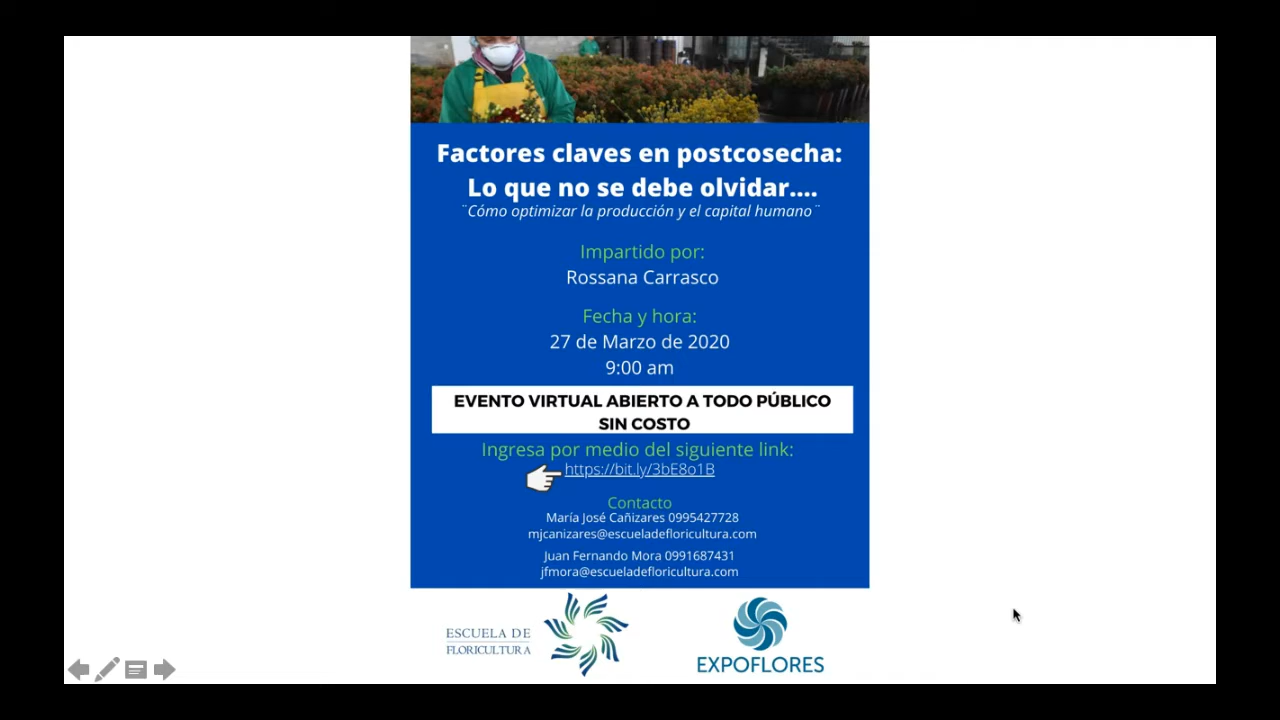 Factores claves en postcosecha:
Lo que no se debe olvidar....
¨Cómo optimizar la producción y el capital humano¨
Impartido por:
Rossana Carrasco
Fecha y hora:
27 de Marzo de 2020
9:00 am
EVENTO VIRTUAL ABIERTO A TODO PÚBLICO
SIN COSTO
Ingresa por medio del siguiente link:
https://bit.ly/3bE8o1B
Contacto
María José Cañizares 0995427728
mjcanizares@escueladefloricultura.com
Juan Fernando Mora 0991687431
jfmora@escueladefloricultura.com
ESCUELA DE
FLORICULTURA
EXPOFLORES